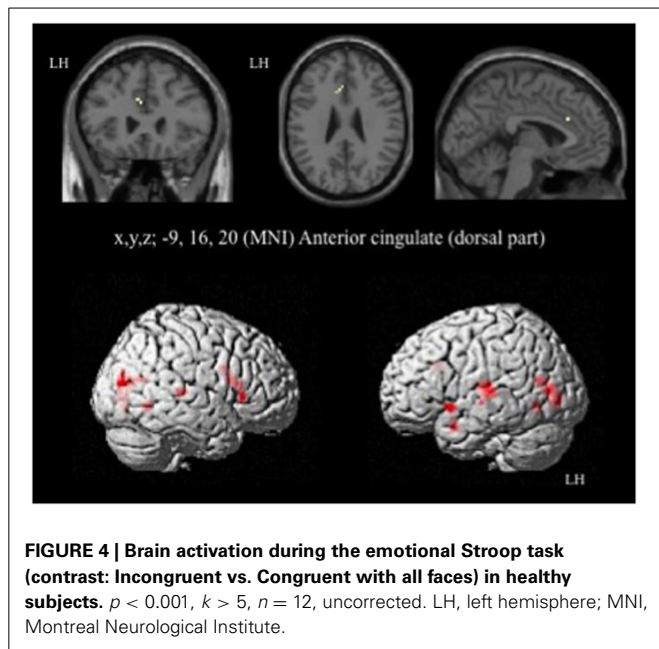 LH
LH
x,y,z; -9, 16, 20 (MNI) Anterior cingulate (dorsal part)
LH
FIGURE 4 | Brain activation during the emotional Stroop task
(contrast: Incongruent vs. Congruent with all faces) in healthy
subjects. p < 0.001, k > 5, n = 12, uncorrected. LH, left hemisphere; MNI,
Montreal Neurological Institute.